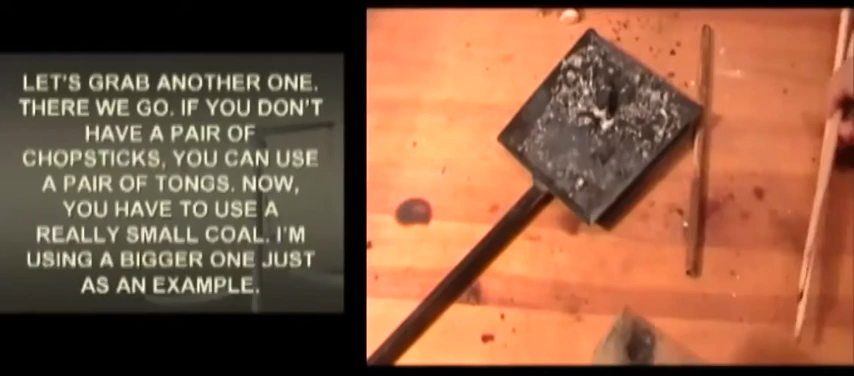 LET'S GRAB ANOTHER ONE.
THERE WE GO. IF YOU DON'T
HAVE A PAIR OF
CHOPSTICKS, YOU CAN USE
A PAIR OF TONGS. NOW,
YOU HAVE TO USE A
REALLY SMALL COAL. I'M
USING A BIGGER ONE JUST
AS AN EXAMPLE.